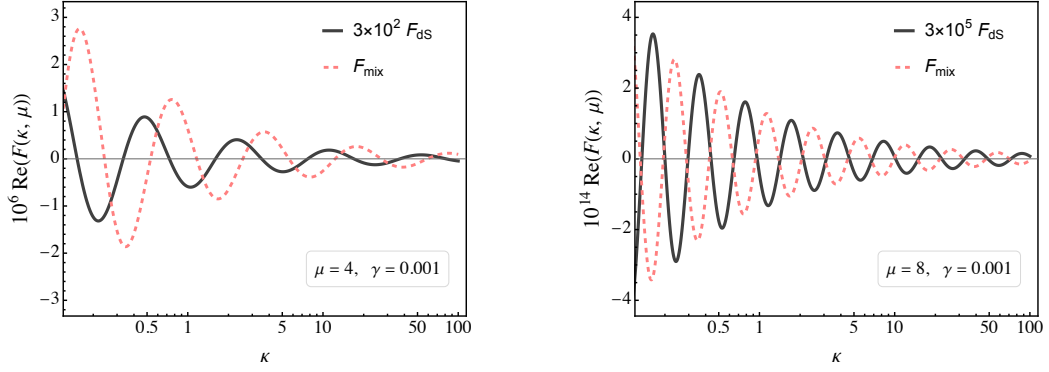 3
2
1
0
−1
−2
−3
10⁶ Re(F(κ, μ))
3×10² F_dS
F_mix
μ = 4, γ = 0.001
0.5 1 5 10 50 100
κ
4
2
0
−2
−4
10¹⁴ Re(F(κ, μ))
3×10⁵ F_dS
F_mix
μ = 8, γ = 0.001
0.5 1 5 10 50 100
κ